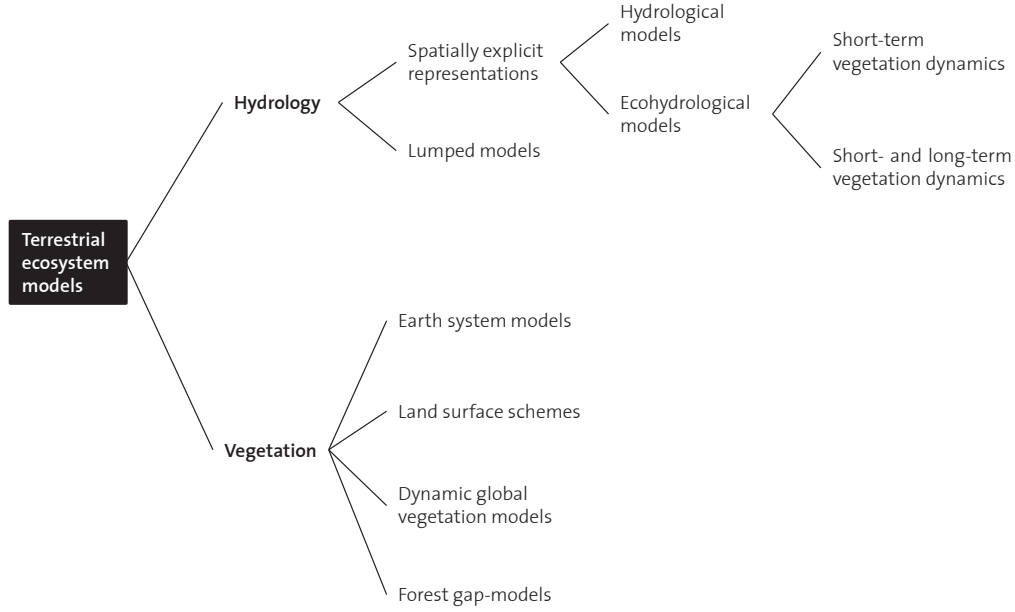 Terrestrial
ecosystem
models
Hydrology
Spatially explicit
representations
Hydrological
models
Ecohydrological
models
Short-term
vegetation dynamics
Short- and long-term
vegetation dynamics
Lumped models
Vegetation
Earth system models
Land surface schemes
Dynamic global
vegetation models
Forest gap-models